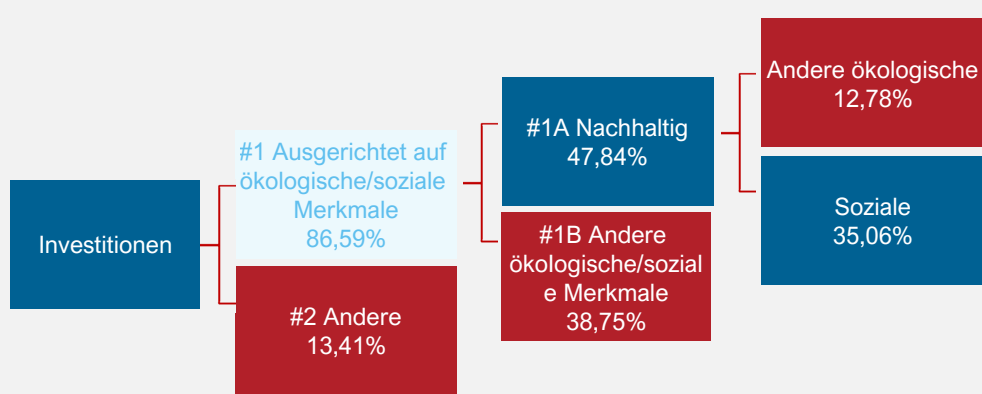 Investitionen
#1 Ausgerichtet auf
ökologische/soziale
Merkmale
86,59%
#2 Andere
13,41%
#1A Nachhaltig
47,84%
#1B Andere
ökologische/sozial
e Merkmale
38,75%
Andere ökologische
12,78%
Soziale
35,06%